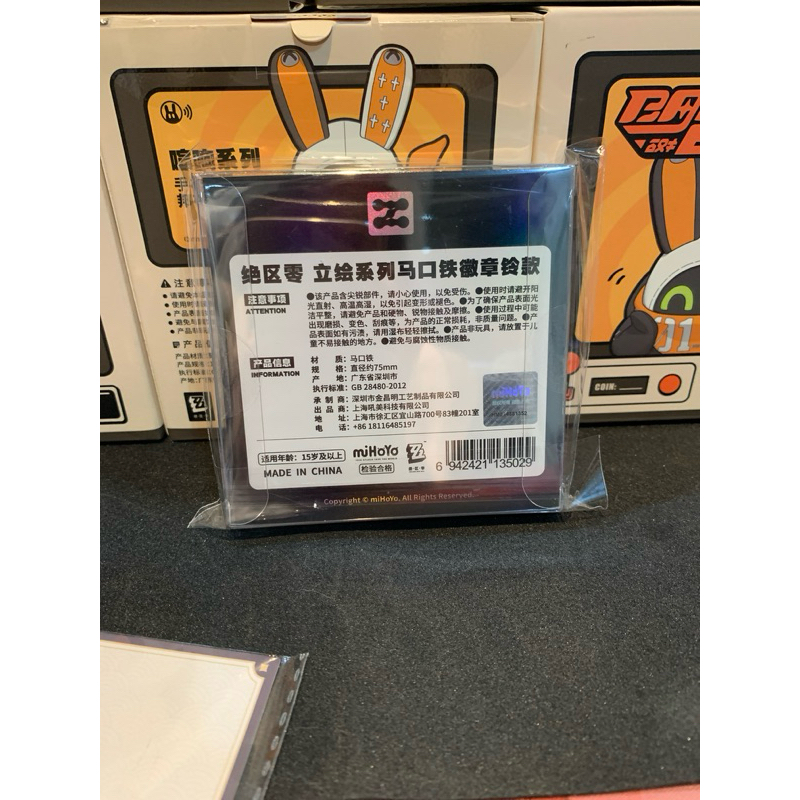 绝区零 立绘系列马口铁徽章铃款
注意事项
ATTENTION
●该产品含尖锐部件，请小心使用，以免受伤。●使用时请避开阳
光直射、高温高湿，以免引起变形或褪色。●为了确保产品表面光
洁平整，请避免产品和硬物、锐物接触及摩擦。●使用过程中可能
出现磨损、变色、刮痕等，为产品的正常损耗，非质量问题。●产
品表面如有污渍，请用湿布轻轻擦拭。●产品非玩具，请放置于儿
童不易接触的地方。●避免与腐蚀性物质接触。
产品信息
INFORMATION
材 质：马口铁
规 格：直径约75mm
产 地：广东省深圳市
执行标准：GB 28480-2012
承 制 商：深圳市金昌明工艺制品有限公司
出 品 商：上海吼美科技有限公司
地 址：上海市徐汇区宜山路700号83幢201室
电 话：+86 18116485197
miHoYo
适用年龄：15岁及以上
MADE IN CHINA
miHoYo
检验合格
绝区零
6 942421 135029
Copyright © miHoYo. All Rights Reserved.
系列
注意
产品
COIN:
01